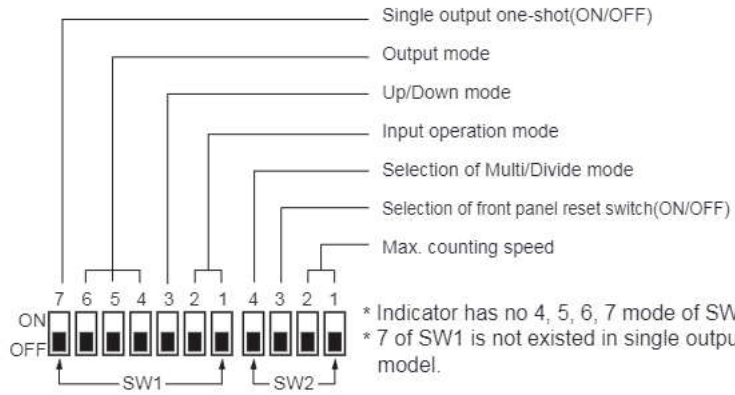 Single output one-shot(ON/OFF)
Output mode
Up/Down mode
Input operation mode
Selection of Multi/Divide mode
Selection of front panel reset switch(ON/OFF)
Max. counting speed
7 6 5 4 3 2 1 4 3 2 1
ON
OFF
SW1 SW2
* Indicator has no 4, 5, 6, 7 mode of
* 7 of SW1 is not existed in single
model.